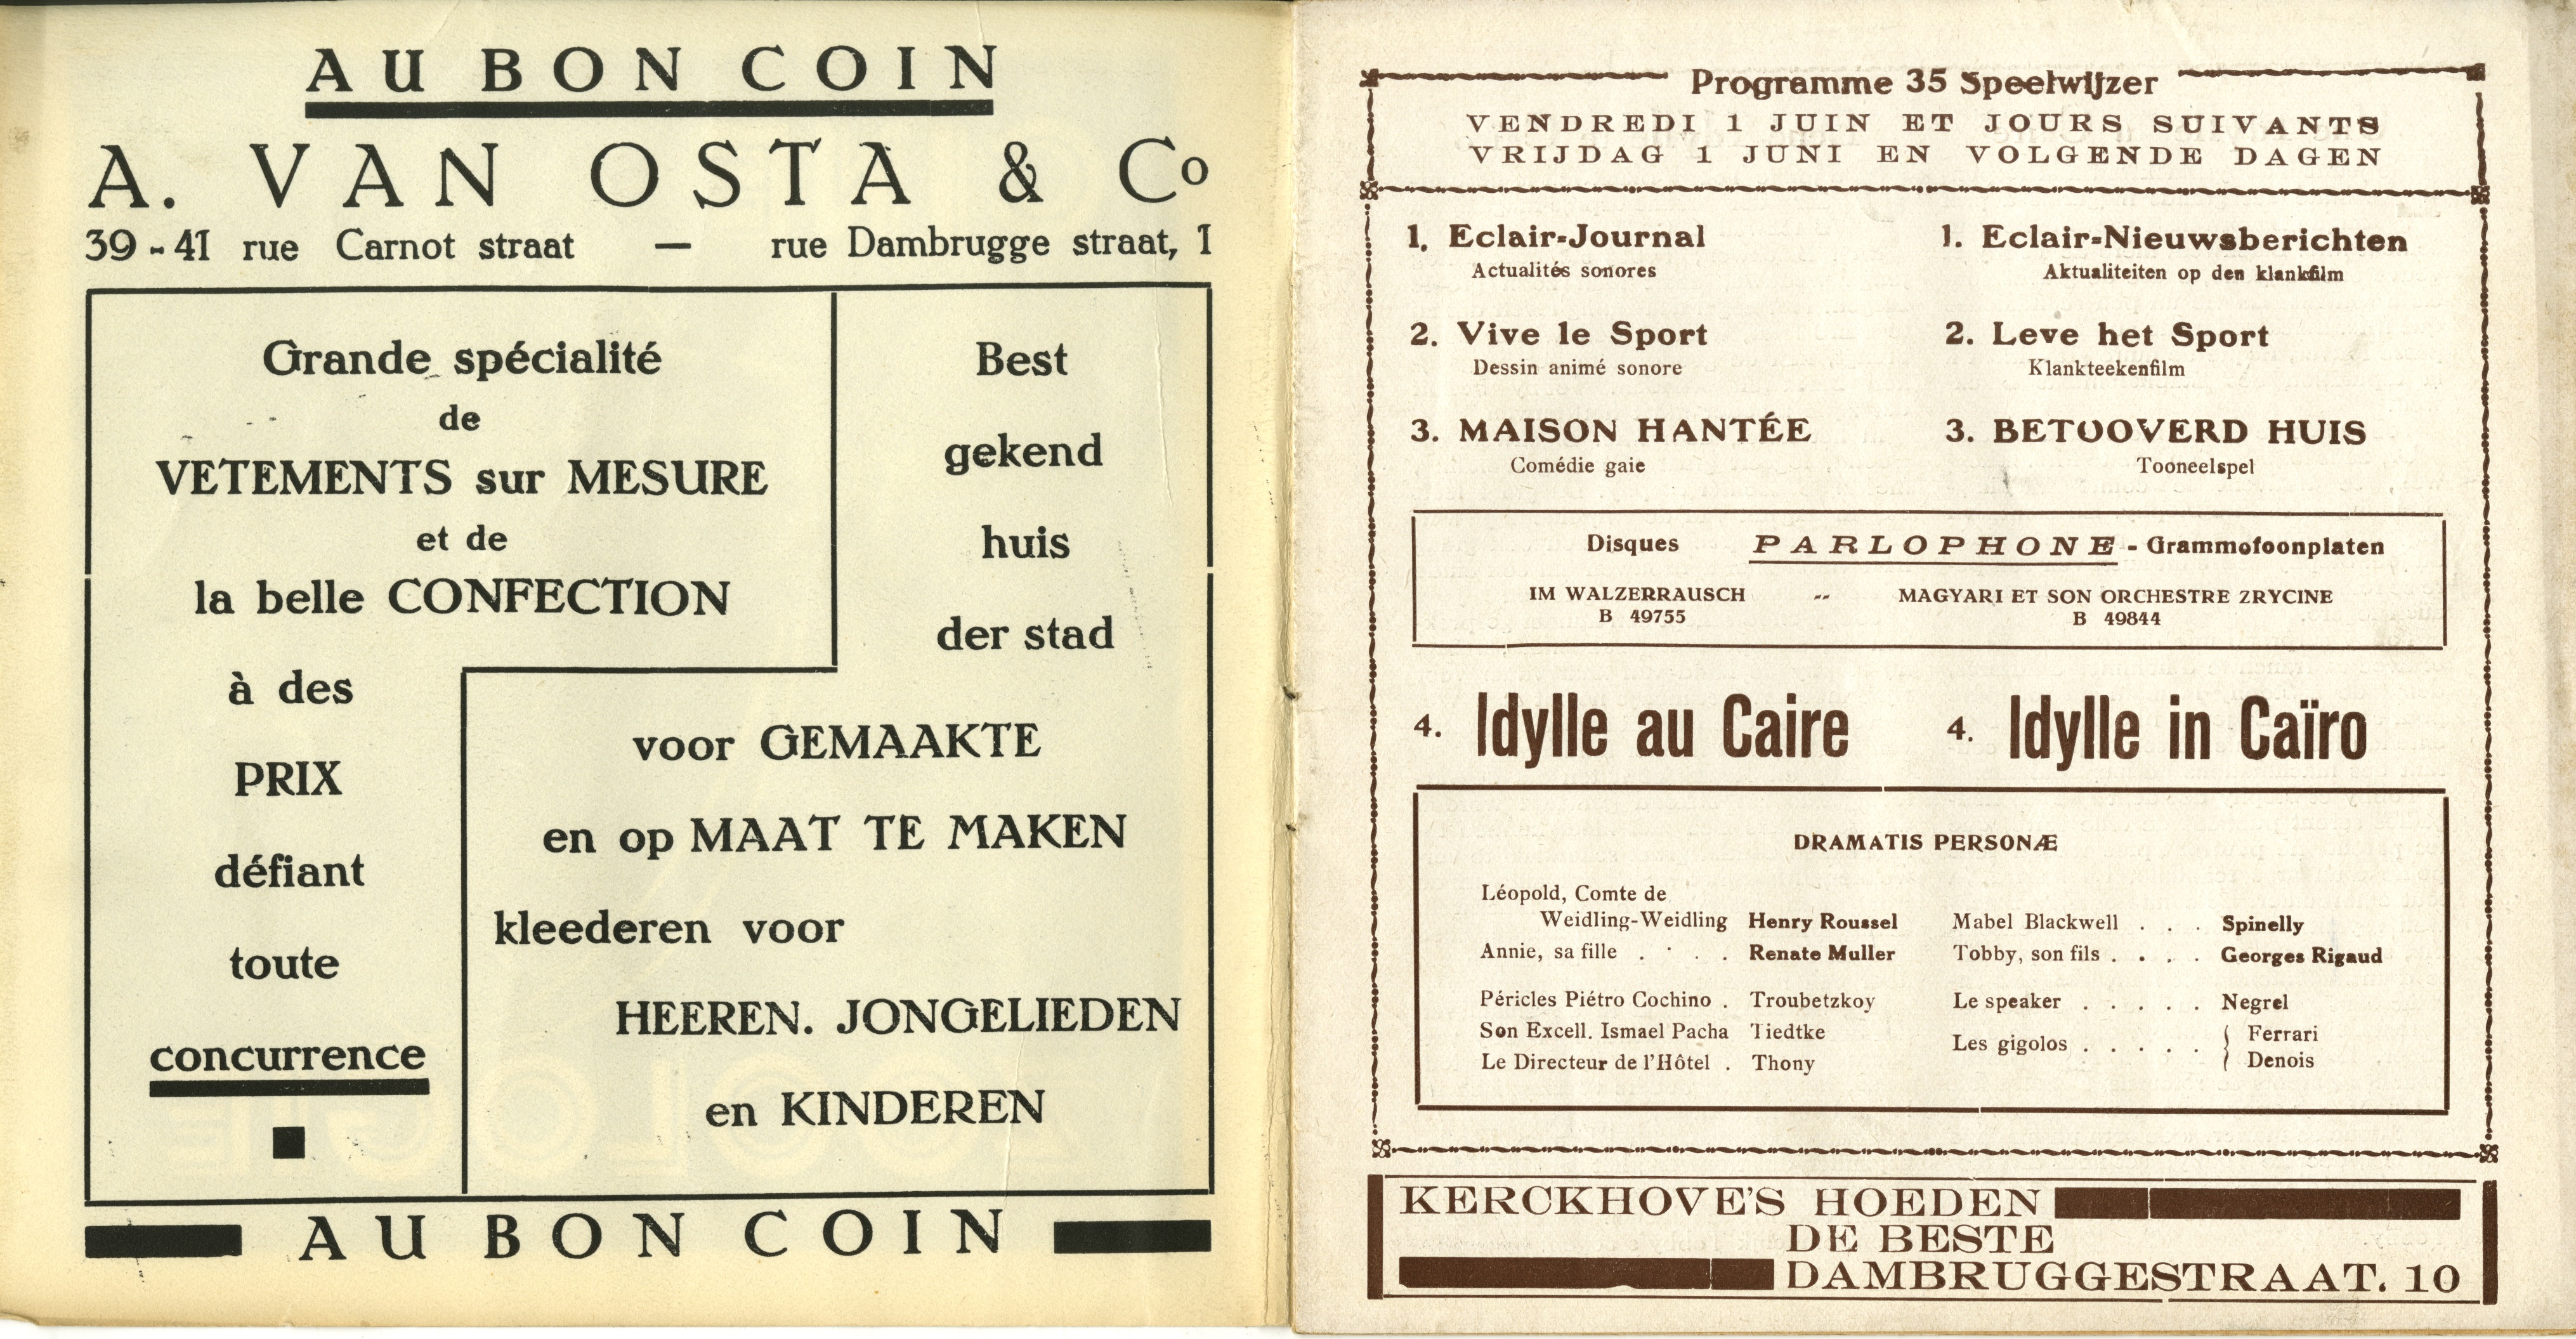 AU BON COIN
A. VAN OSTA & Co
39-41 rue Carnot straat — rue Dambrugge straat, 1
Grande spécialité
de
VETEMENTS sur MESURE
et de
la belle CONFECTION
à des
PRIX
défiant
toute
concurrence
Best
gekend
huis
der stad
voor GEMAAKTE
en op MAAT TE MAKEN
kleederen voor
HEEREN. JONGELIEDEN
en KINDEREN
AU BON COIN
Programme 35 Speelwijzer
VENDREDI 1 JUIN ET JOURS SUIVANTS
VRIJDAG 1 JUNI EN VOLGENDE DAGEN
1. Eclair-Journal
Actualités sonores
2. Vive le Sport
Dessin animé sonore
3. MAISON HANTÉE
Comédie gaie
1. Eclair-Nieuwsberichten
Aktualiteiten op den klankfilm
2. Leve het Sport
Klankteekenfilm
3. BETOOVERD HUIS
Tooneelspel
Disques PARLOPHONE - Grammofoonplaten
IM WALZERRAUSCH -- MAGYARI ET SON ORCHESTRE ZRYCINE
B 49755 B 49844
4. Idylle au Caire 4. Idylle in Caïro
DRAMATIS PERSONÆ
Léopold, Comte de
Weidling-Weidling Henry Roussel
Annie, sa fille . . . . Renate Muller
Péricles Piétro Cochino . Troubetzkoy
Son Excell. Ismael Pacha Tiedtke
Le Directeur de l'Hôtel . Thony
Mabel Blackwell . . . Spinelly
Tobby, son fils . . . . Georges Rigaud
Le speaker . . . . . Negrel
Les gigolos . . . . . { Ferrari
Denois
KERCKHOVE'S HOEDEN
DE BESTE
DAMBRUGGESTRAAT. 10